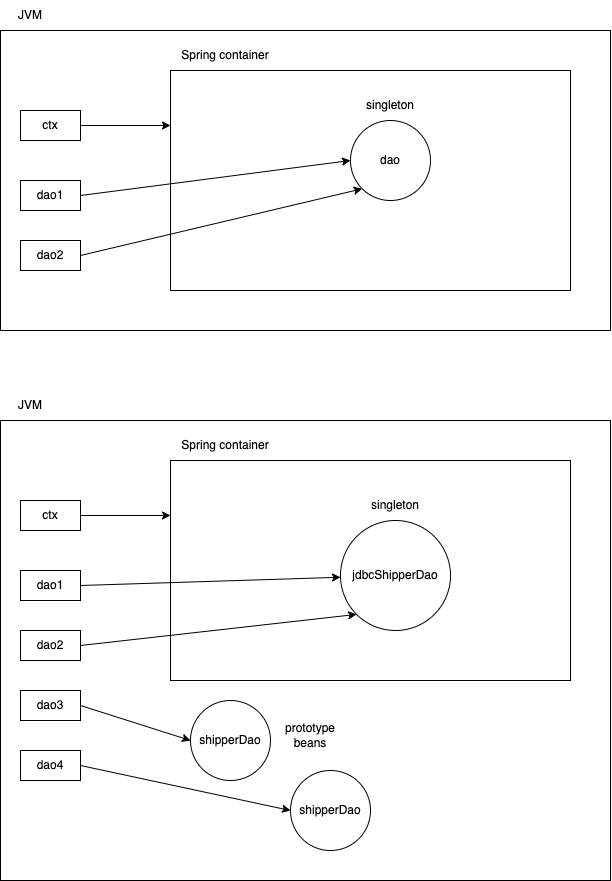 JVM
Spring container
singleton
ctx
dao
dao1
dao2
JVM
Spring container
singleton
ctx
jdbcShipperDao
dao1
dao2
dao3
shipperDao
prototype
beans
dao4
shipperDao